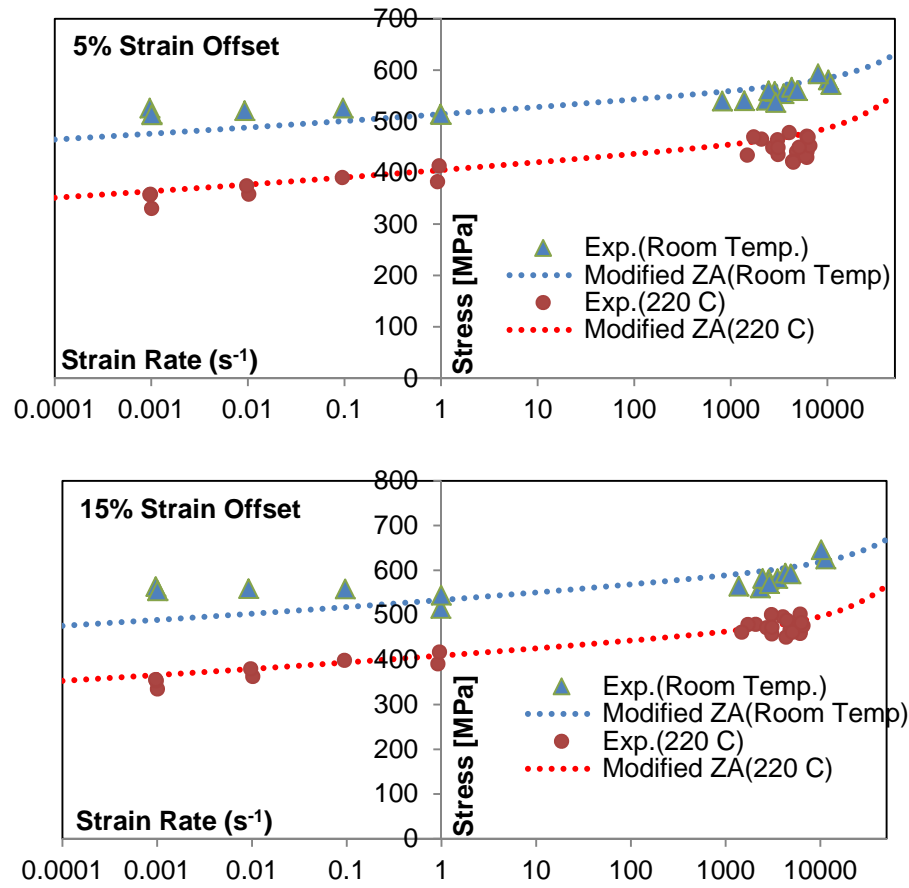 700
5% Strain Offset
600
500
400
300
200
100
0
Stress [MPa]
Exp.(Room Temp.)
Modified ZA(Room Temp)
Exp.(220 C)
Modified ZA(220 C)
Strain Rate (s⁻¹)
0.0001 0.001 0.01 0.1 1 10 100 1000 10000
800
15% Strain Offset
700
600
500
400
300
200
100
0
Stress [MPa]
Exp.(Room Temp.)
Modified ZA(Room Temp)
Exp.(220 C)
Modified ZA(220 C)
Strain Rate (s⁻¹)
0.0001 0.001 0.01 0.1 1 10 100 1000 10000